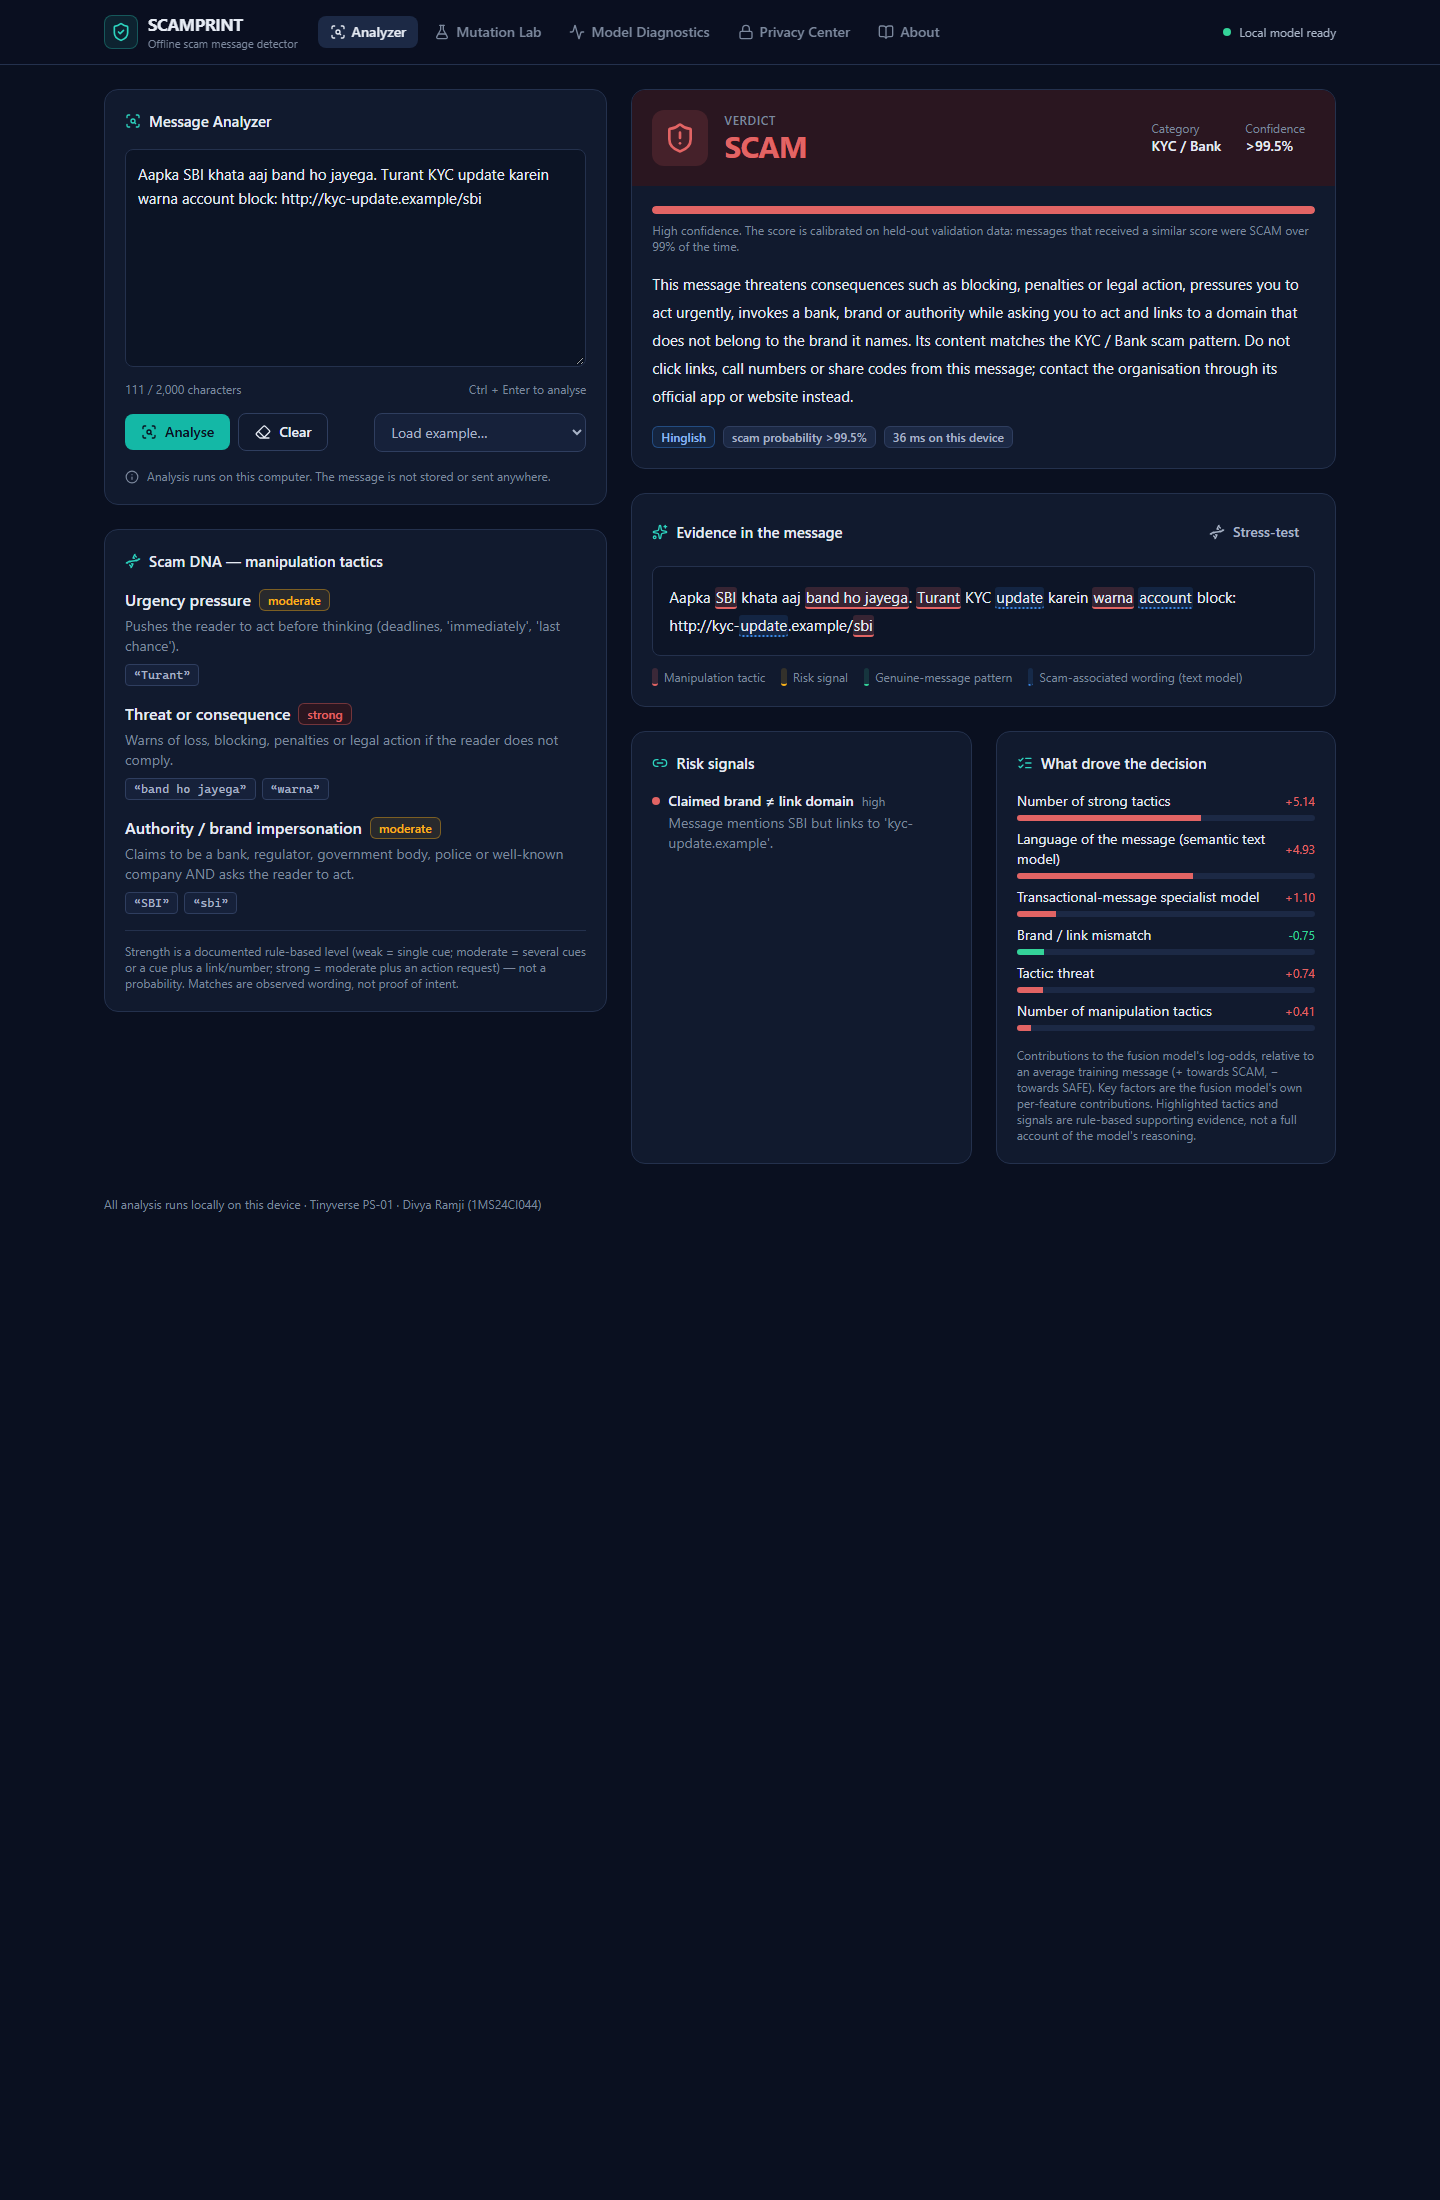 SCAMPRINT
Offline scam message detector
Analyzer
Mutation Lab
Model Diagnostics
Privacy Center
About
Local model ready
Message Analyzer
Aapka SBI khata aaj band ho jayega. Turant KYC update karein
warna account block: http://kyc-update.example/sbi
111 / 2,000 characters
Ctrl + Enter to analyse
Analyse
Clear
Load example...
Analysis runs on this computer. The message is not stored or sent anywhere.
Scam DNA — manipulation tactics
Urgency pressure moderate
Pushes the reader to act before thinking (deadlines, 'immediately', 'last
chance').
“Turant”
Threat or consequence strong
Warns of loss, blocking, penalties or legal action if the reader does not
comply.
“band ho jayega” “warna”
Authority / brand impersonation moderate
Claims to be a bank, regulator, government body, police or well-known
company AND asks the reader to act.
“SBI” “sbi”
Strength is a documented rule-based level (weak = single cue; moderate = several cues
or a cue plus a link/number; strong = moderate plus an action request) — not a
probability. Matches are observed wording, not proof of intent.
VERDICT
SCAM
Category
KYC / Bank
Confidence
>99.5%
High confidence. The score is calibrated on held-out validation data: messages that received a similar score were SCAM over
99% of the time.
This message threatens consequences such as blocking, penalties or legal action, pressures you to
act urgently, invokes a bank, brand or authority while asking you to act and links to a domain that
does not belong to the brand it names. Its content matches the KYC / Bank scam pattern. Do not
click links, call numbers or share codes from this message; contact the organisation through its
official app or website instead.
Hinglish
scam probability >99.5%
36 ms on this device
Evidence in the message
Stress-test
Aapka SBI khata aaj band ho jayega. Turant KYC update karein warna account block:
http://kyc-update.example/sbi
Manipulation tactic
Risk signal
Genuine-message pattern
Scam-associated wording (text model)
Risk signals
Claimed brand ≠ link domain high
Message mentions SBI but links to 'kyc-
update.example'.
What drove the decision
Number of strong tactics +5.14
Language of the message (semantic text
model) +4.93
Transactional-message specialist model +1.10
Brand / link mismatch -0.75
Tactic: threat +0.74
Number of manipulation tactics +0.41
Contributions to the fusion model's log-odds, relative to
an average training message (+ towards SCAM, −
towards SAFE). Key factors are the fusion model's own
per-feature contributions. Highlighted tactics and
signals are rule-based supporting evidence, not a full
account of the model's reasoning.
All analysis runs locally on this device · Tinyverse PS-01 · Divya Ramji (1MS24CI044)